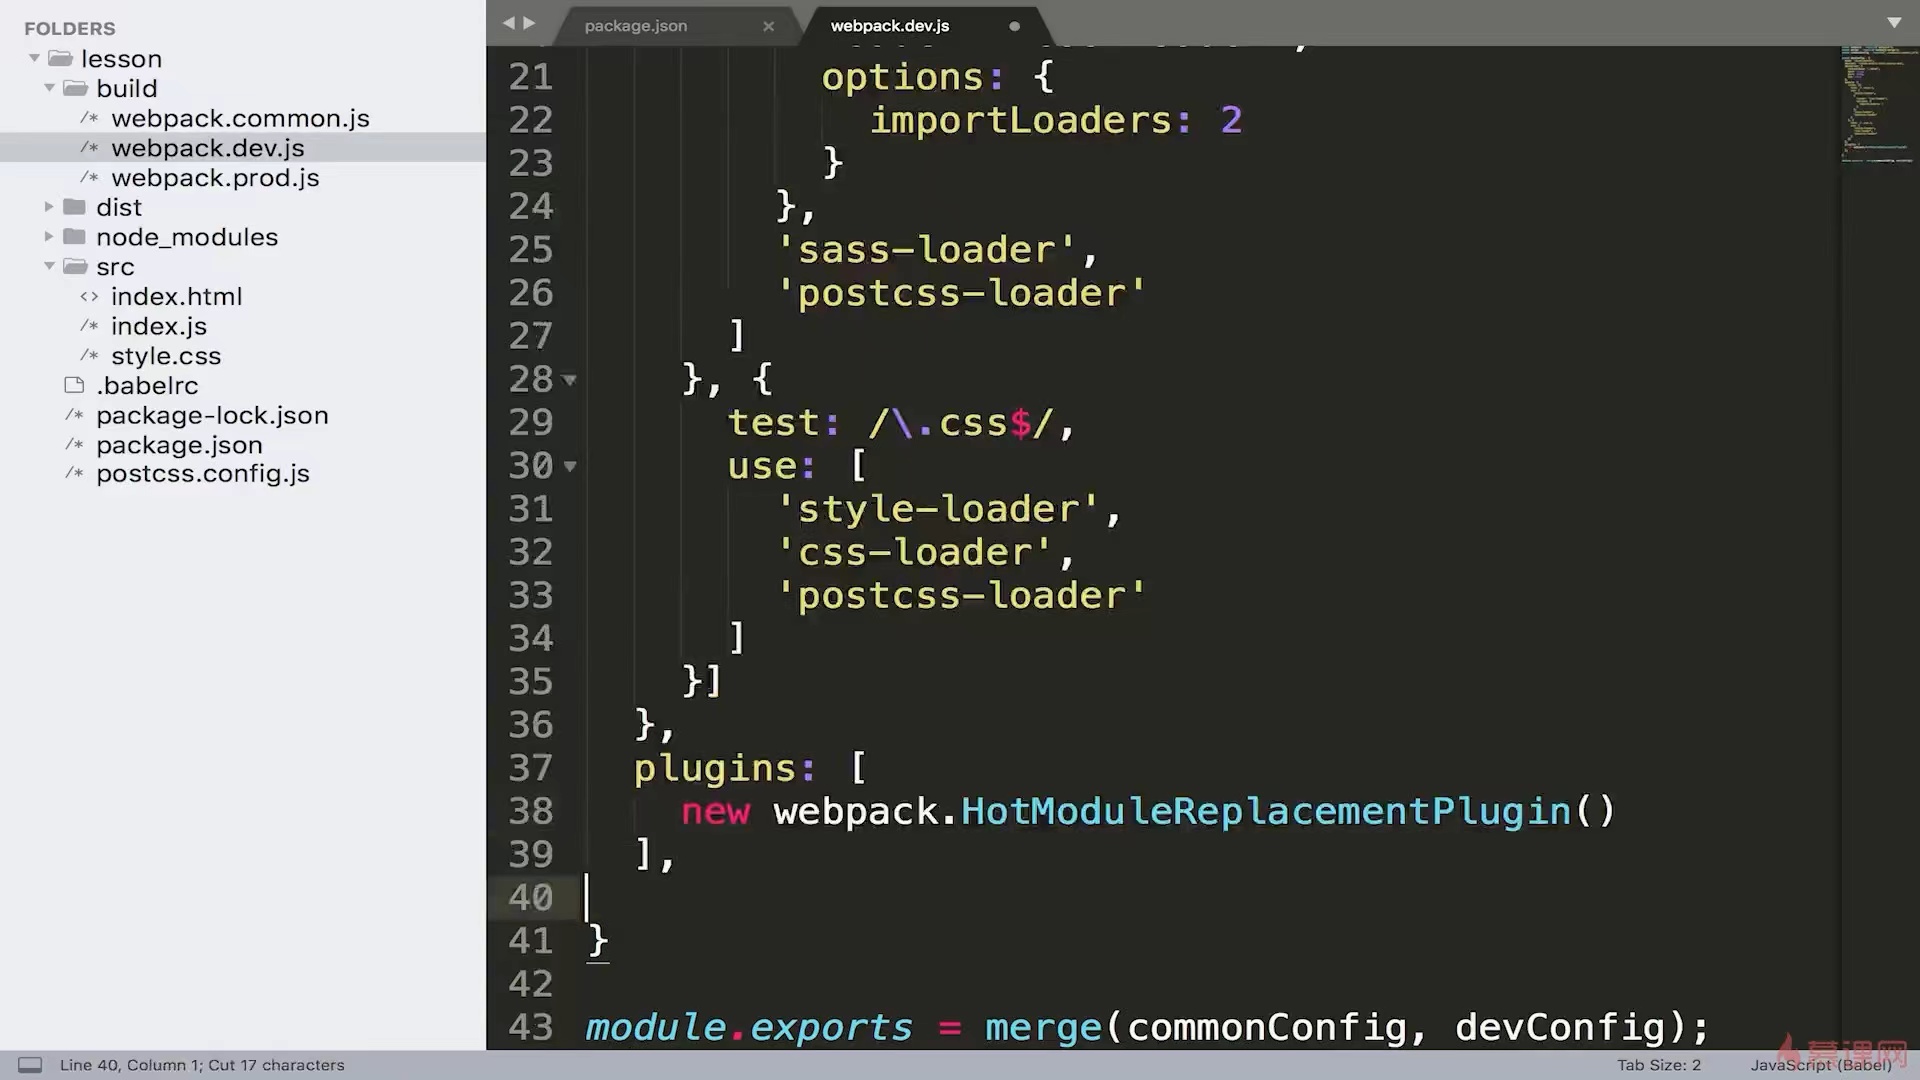 FOLDERS
lesson
build
/* webpack.common.js
/* webpack.dev.js
/* webpack.prod.js
dist
node_modules
src
<> index.html
/* index.js
/* style.css
.babelrc
/* package-lock.json
/* package.json
/* postcss.config.js
package.json ×
webpack.dev.js
21 options: {
22 importLoaders: 2
23 }
24 },
25 'sass-loader',
26 'postcss-loader'
27 ]
28 }, {
29 test: /\.css$/,
30 use: [
31 'style-loader',
32 'css-loader',
33 'postcss-loader'
34 ]
35 }]
36 },
37 plugins: [
38 new webpack.HotModuleReplacementPlugin()
39 ],
40
41 }
42
43 module.exports = merge(commonConfig, devConfig);
Line 40, Column 1; Cut 17 characters
Tab Size: 2
JavaScript (Babel)
慕课网